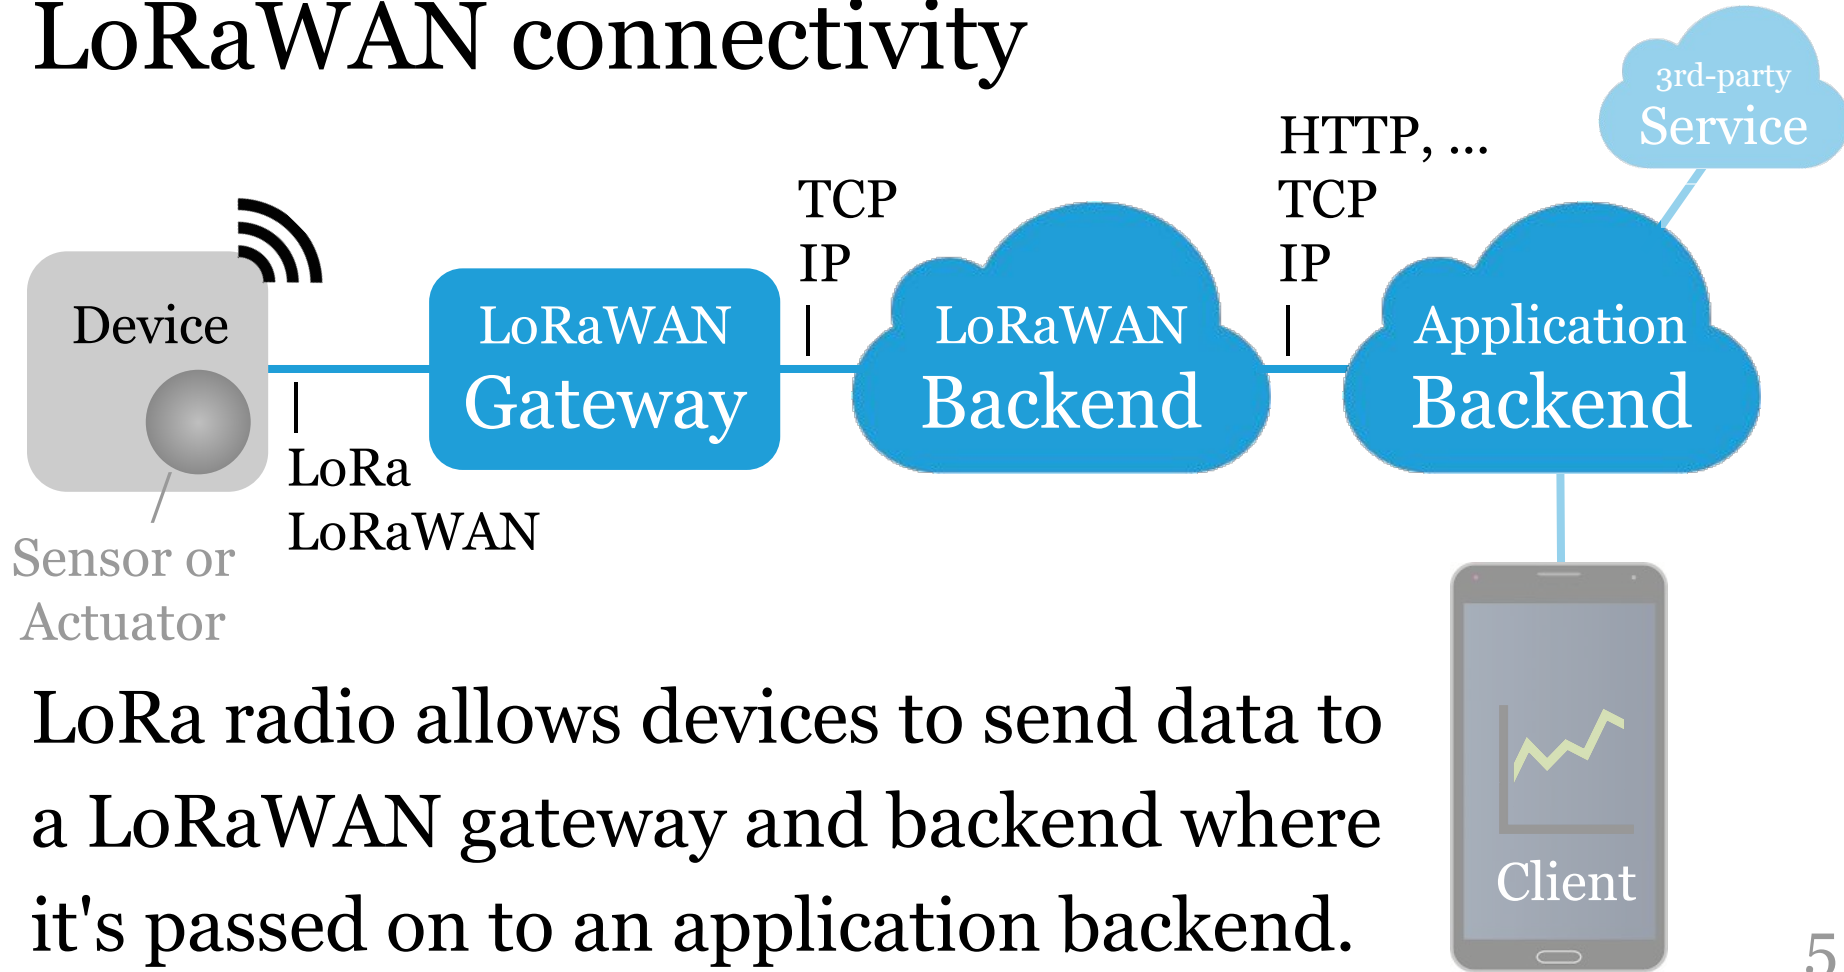 LoRaWAN connectivity
3rd-party
Service
HTTP, ...
TCP
IP
TCP
IP
Device
LoRaWAN
Gateway
LoRaWAN
Backend
Application
Backend
LoRa
LoRaWAN
Sensor or
Actuator
LoRa radio allows devices to send data to
a LoRaWAN gateway and backend where
it's passed on to an application backend.
Client
5